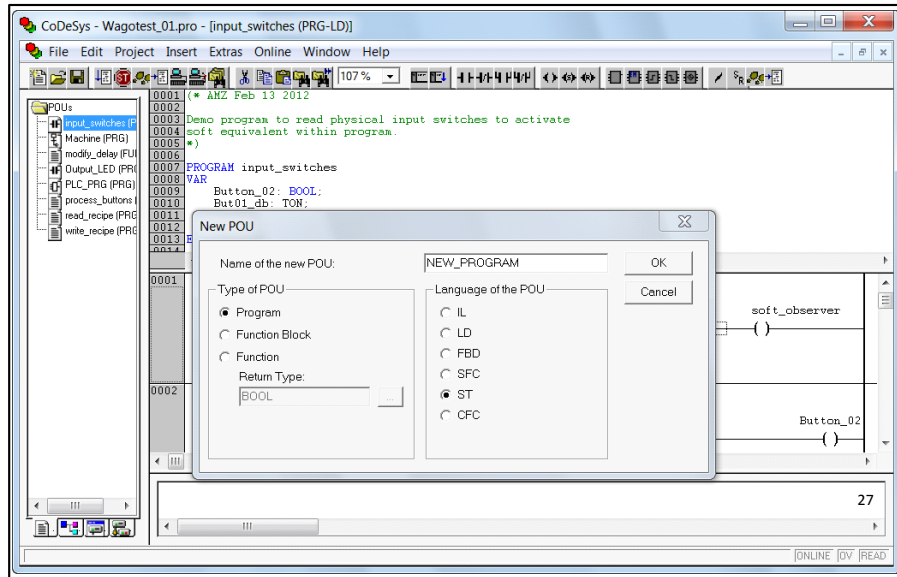 CoDeSys - Wagotest_01.pro - [input_switches (PRG-LD)]
File Edit Project Insert Extras Online Window Help
107 %
POUs
input_switches (P
Machine (PRG)
modify_delay (FUI
Output_LED (PRG
PLC_PRG (PRG)
process_buttons (
read_recipe (PRG
write_recipe (PRG
0001 (* AMZ Feb 13 2012
0002
0003 Demo program to read physical input switches to activate
0004 soft equivalent within program.
0005 *)
0006
0007 PROGRAM input_switches
0008 VAR
0009 Button_02: BOOL;
0010 But01_db: TON;
0011
0012
0013 E
0014
New POU
Name of the new POU:
NEW_PROGRAM
OK
Cancel
Type of POU
Program
Function Block
Function
Return Type:
BOOL
...
Language of the POU
IL
LD
FBD
SFC
ST
CFC
0001
soft_observer
0002
Button_02
27
ONLINE OV READ